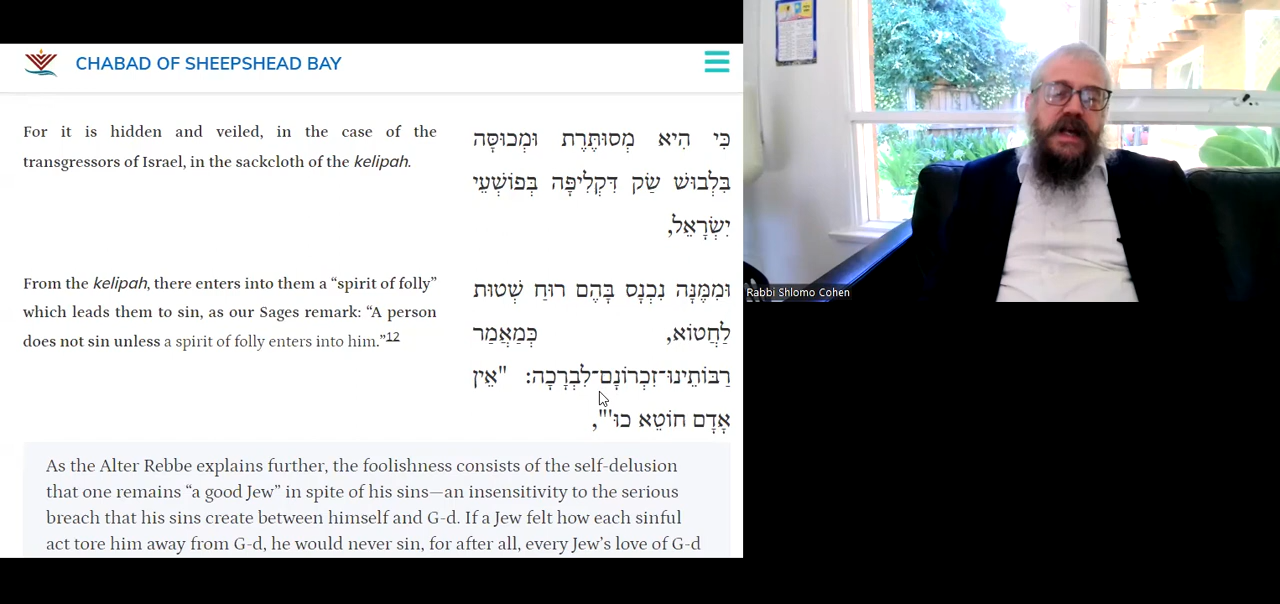 CHABAD OF SHEEPSHEAD BAY
For it is hidden and veiled, in the case of the
transgressors of Israel, in the sackcloth of the kelipah.
כִּי הִיא מְסוּתֶּרֶת וּמְכוּסָּה
בִּלְבוּשׁ שַׂק דִּקְלִיפָּה בְּפוֹשְׁעֵי
יִשְׂרָאֵל,
From the kelipah, there enters into them a “spirit of folly”
which leads them to sin, as our Sages remark: “A person
does not sin unless a spirit of folly enters into him.”12
וּמִמֶּנָּה נִכְנָס בָּהֶם רוּחַ שְׁטוּת
לַחֲטוֹא, כְּמַאֲמַר
רַבּוֹתֵינוּ־זִכְרוֹנָם־לִבְרָכָה: "אֵין
אָדָם חוֹטֵא כוּ'",
As the Alter Rebbe explains further, the foolishness consists of the self-delusion
that one remains “a good Jew” in spite of his sins—an insensitivity to the serious
breach that his sins create between himself and G-d. If a Jew felt how each sinful
act tore him away from G-d, he would never sin, for after all, every Jew’s love of G-d
Rabbi Shlomo Cohen